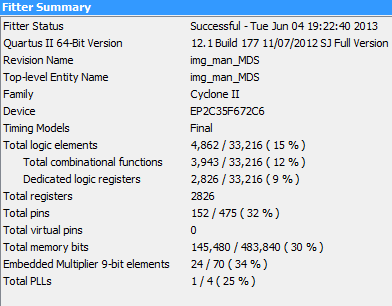 Fitter Summary
Fitter Status Successful - Tue Jun 04 19:22:40 2013
Quartus II 64-Bit Version 12.1 Build 177 11/07/2012 SJ Full Version
Revision Name img_man_MDS
Top-level Entity Name img_man_MDS
Family Cyclone II
Device EP2C35F672C6
Timing Models Final
Total logic elements 4,862 / 33,216 ( 15 % )
Total combinational functions 3,943 / 33,216 ( 12 % )
Dedicated logic registers 2,826 / 33,216 ( 9 % )
Total registers 2826
Total pins 152 / 475 ( 32 % )
Total virtual pins 0
Total memory bits 145,480 / 483,840 ( 30 % )
Embedded Multiplier 9-bit elements 24 / 70 ( 34 % )
Total PLLs 1 / 4 ( 25 % )